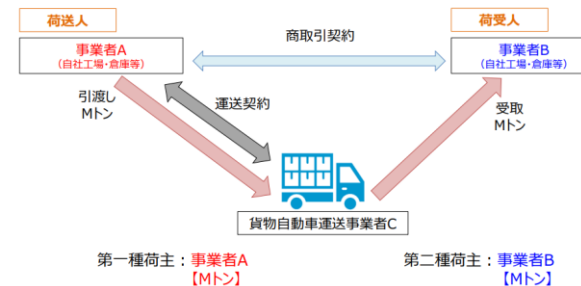 荷送人
荷受人
事業者A
(自社工場・倉庫等)
商取引契約
事業者B
(自社工場・倉庫等)
引渡し
Mトン
運送契約
受取
Mトン
貨物自動車運送事業者C
第一種荷主：事業者A
【Mトン】
第二種荷主：事業者B
【Mトン】